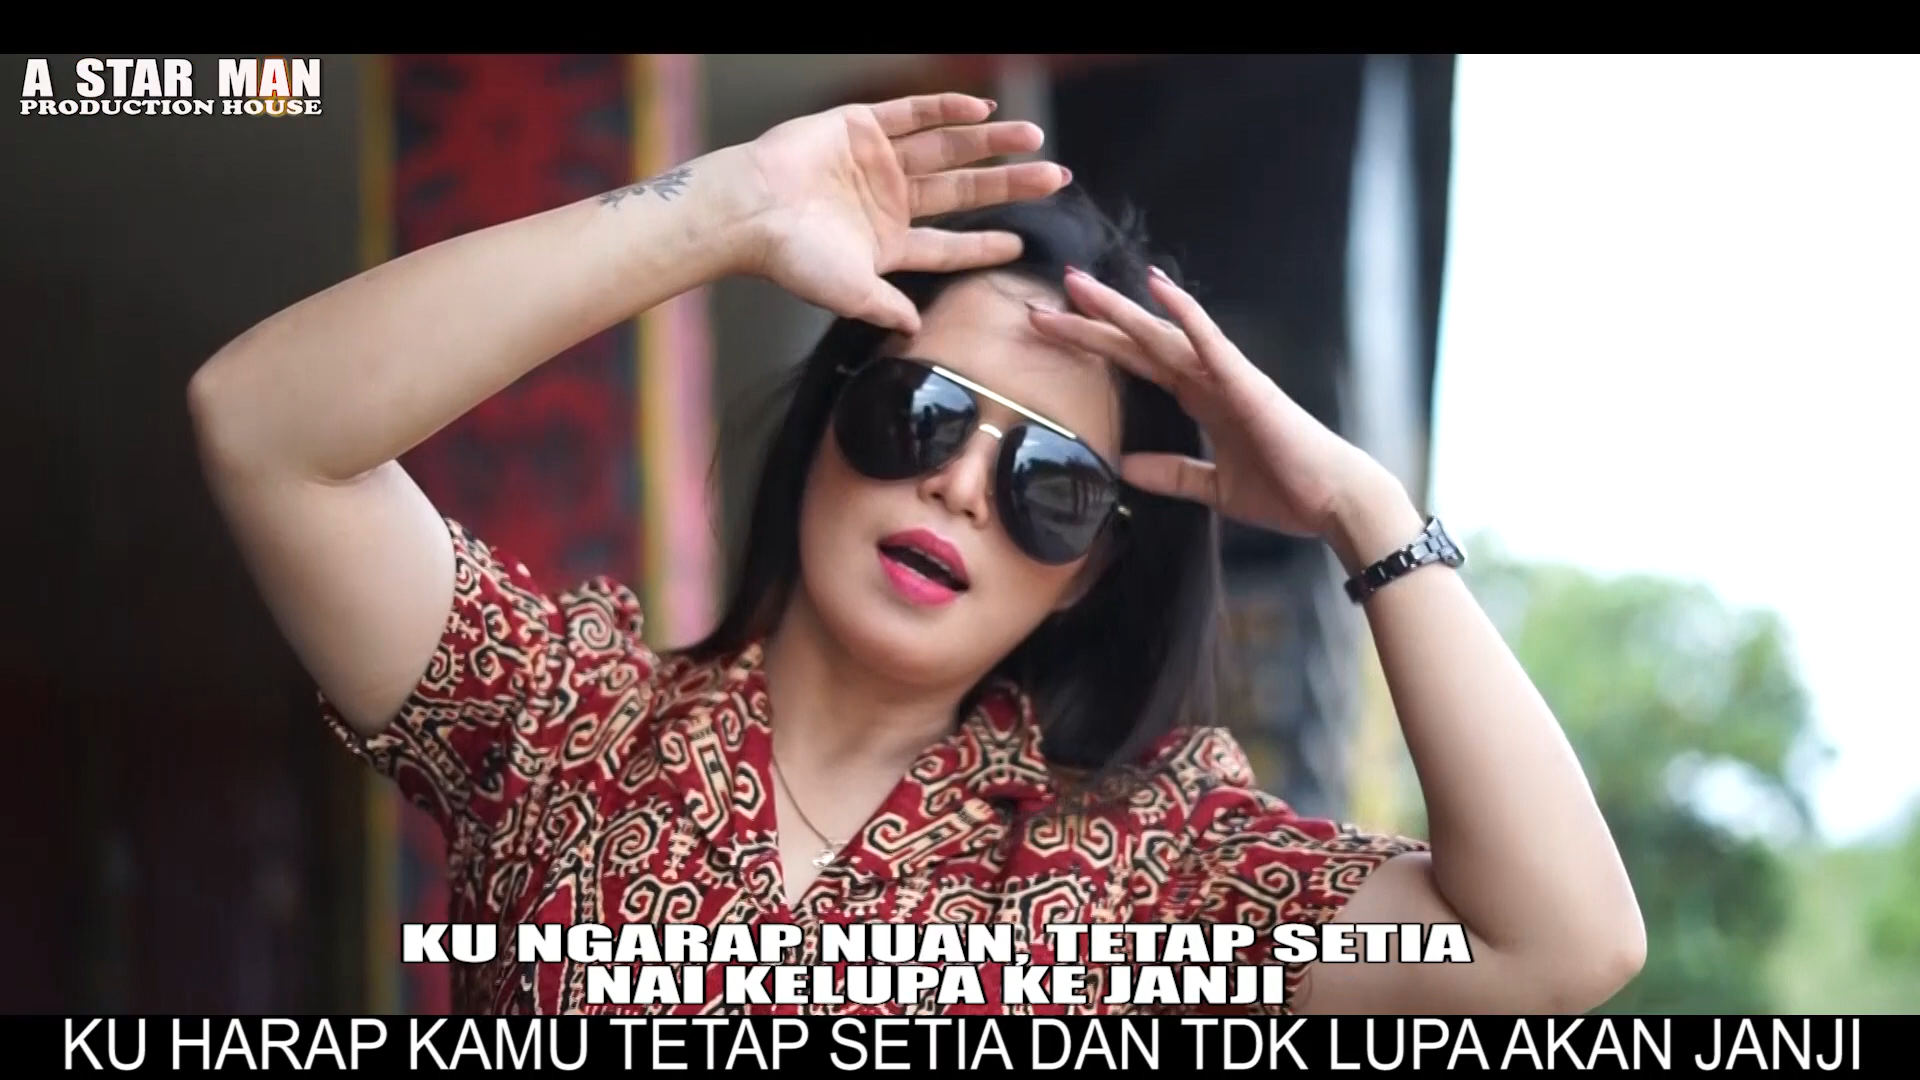 A STAR MAN
PRODUCTION HOUSE
KU NGARAP NUAN, TETAP SETIA
NAI KELUPA KE JANJI
KU HARAP KAMU TETAP SETIA DAN TDK LUPA AKAN JANJI